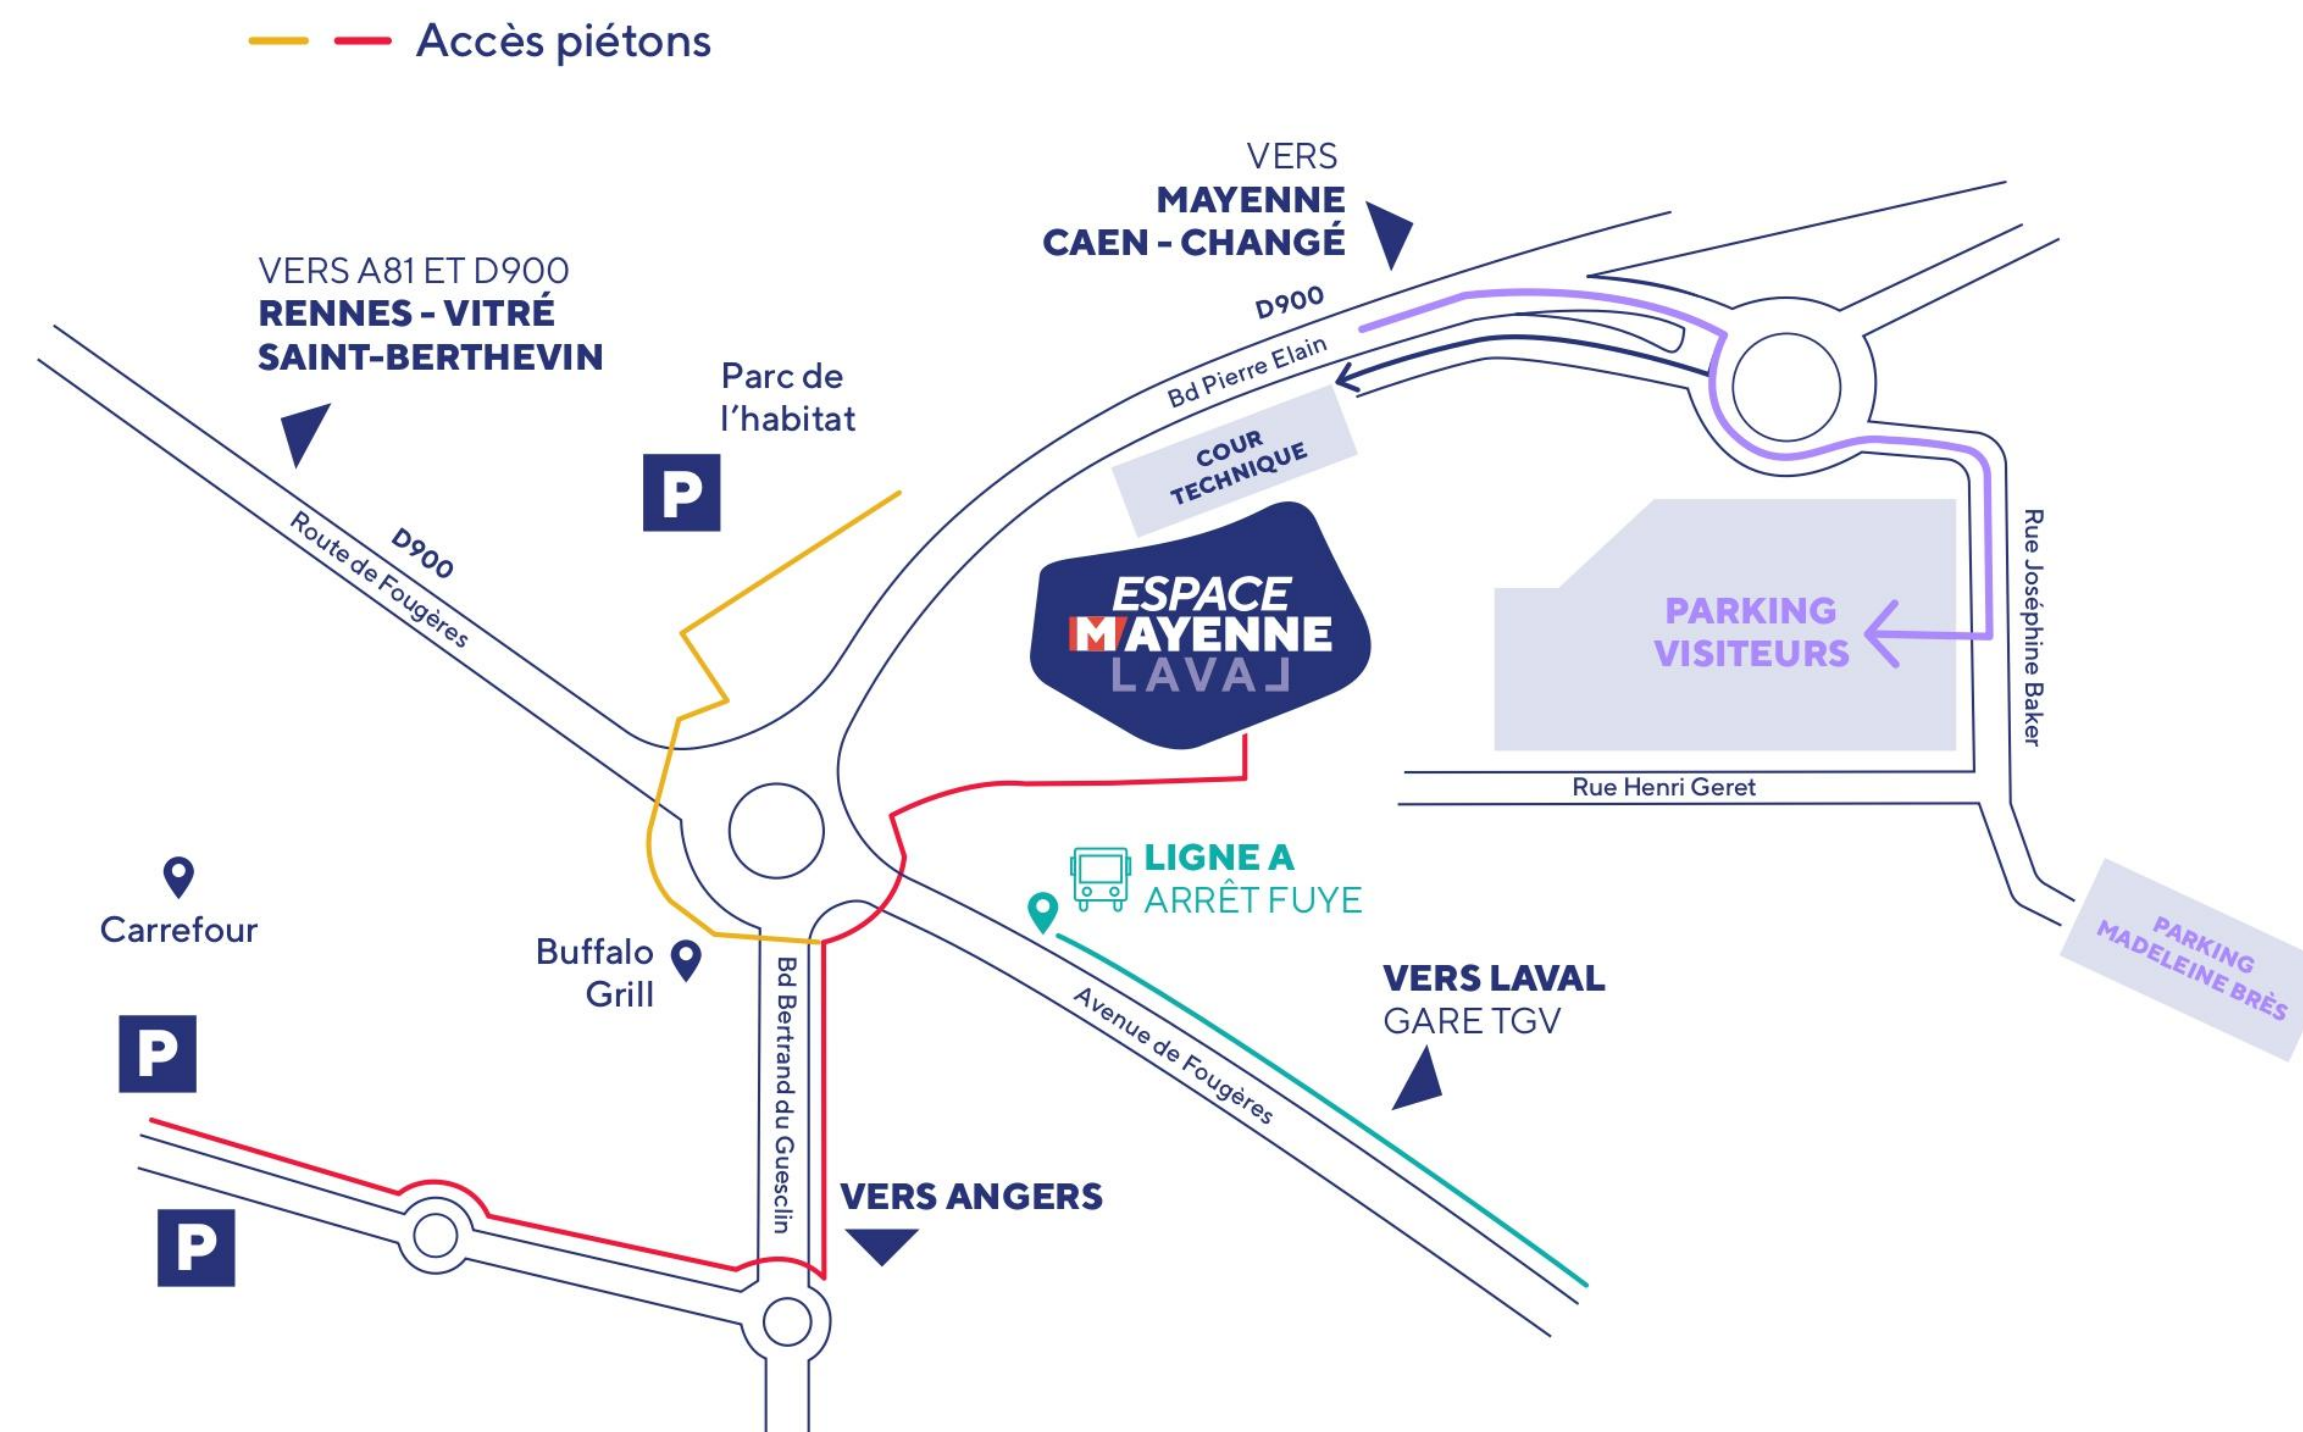 Accès piétons
VERS
MAYENNE
CAEN - CHANGÉ
VERS A81 ET D900
RENNES - VITRÉ
SAINT-BERTHEVIN
D900
Bd Pierre Elain
Parc de
l'habitat
P
COUR
TECHNIQUE
D900
Route de Fougères
ESPACE
MAYENNE
LAVAL
PARKING
VISITEURS
Rue Joséphine Baker
Rue Henri Geret
LIGNE A
ARRÊT FUYE
Carrefour
Buffalo
Grill
PARKING
MADELEINE BRÈS
Bd Bertrand du Guesclin
Avenue de Fougères
VERS LAVAL
GARE TGV
P
VERS ANGERS
P